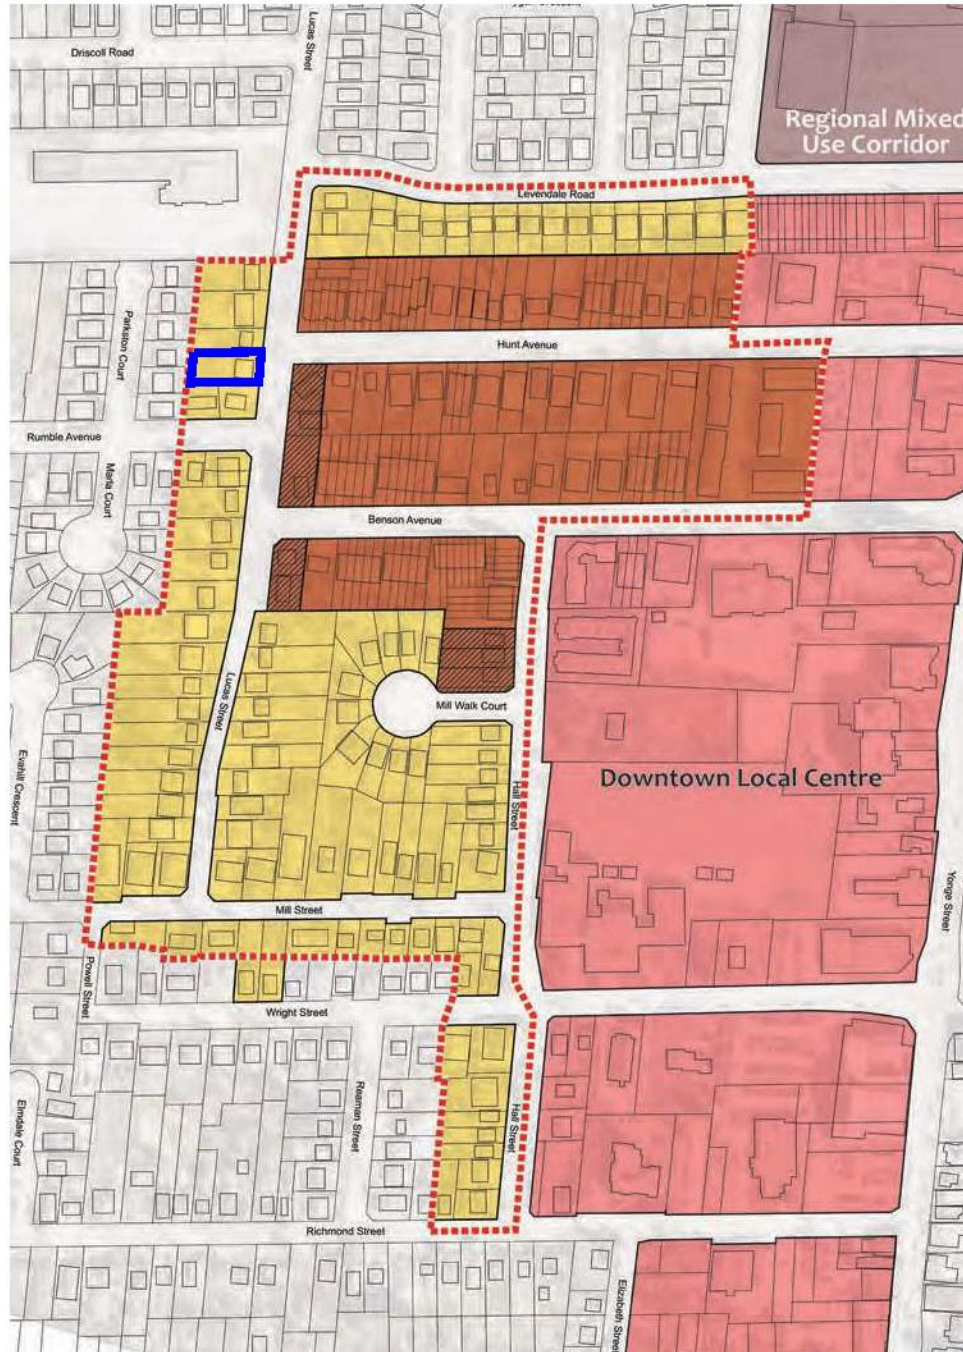 Driscoll Road
Lucas Street
Regional Mixed
Use Corridor
Levendale Road
Parkston Court
Hunt Avenue
Rumble Avenue
Marla Court
Benson Avenue
Lucas Street
Mill Walk Court
Evahill Crescent
Hall Street
Downtown Local Centre
Yonge Street
Mill Street
Powell Street
Wright Street
Reaman Street
Hall Street
Elmdale Court
Richmond Street
Elizabeth Street